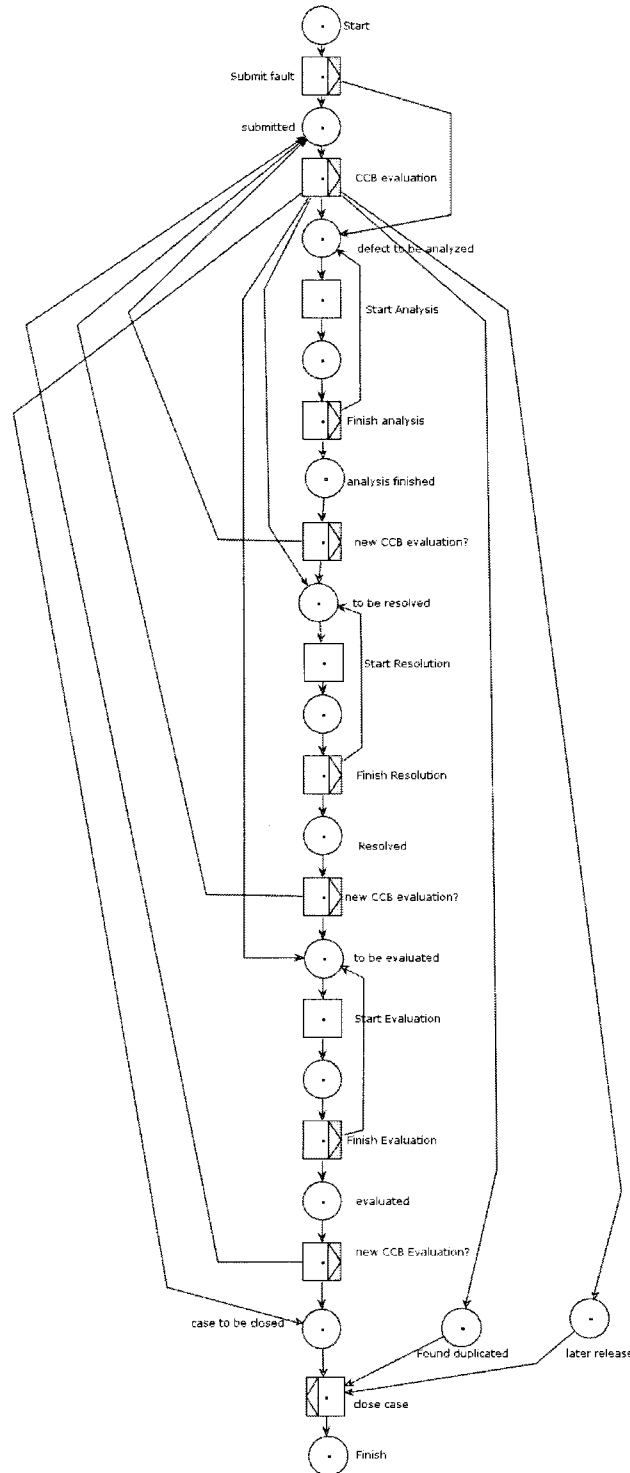 Start
Submit fault
submitted
CCB evaluation
defect to be analyzed
Start Analysis
Finish analysis
analysis finished
new CCB evaluation?
to be resolved
Start Resolution
Finish Resolution
Resolved
new CCB evaluation?
to be evaluated
Start Evaluation
Finish Evaluation
evaluated
new CCB Evaluation?
case to be closed
Found duplicated
later release
close case
Finish